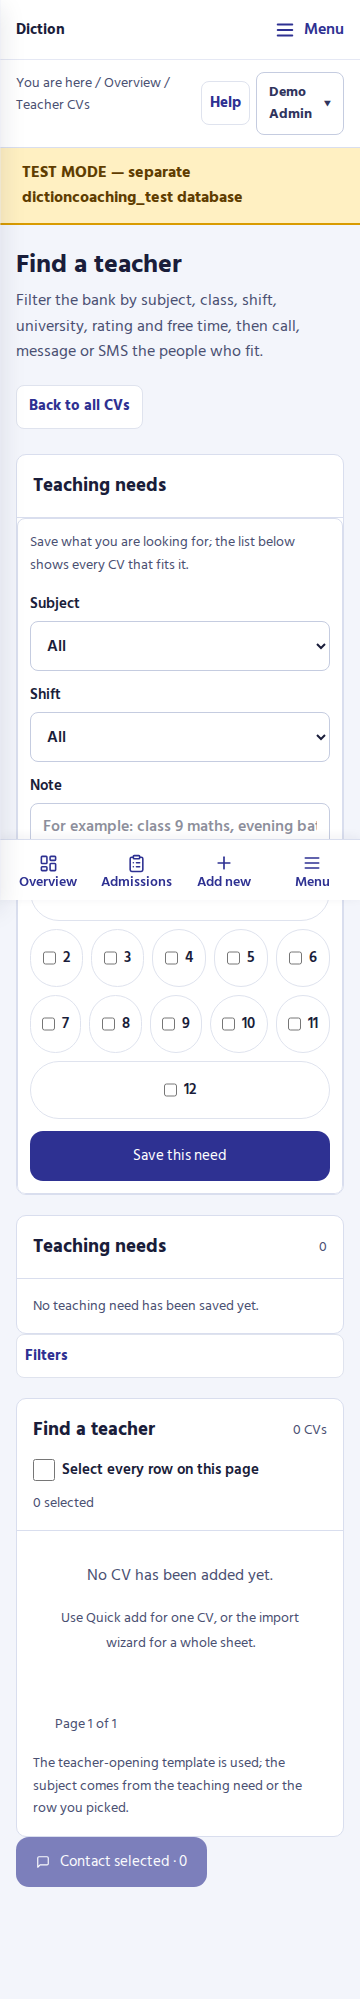 Diction
Menu
You are here / Overview /
Teacher CVs
Help
Demo
Admin
TEST MODE — separate
dictioncoaching_test database
Find a teacher
Filter the bank by subject, class, shift,
university, rating and free time, then call,
message or SMS the people who fit.
Back to all CVs
Teaching needs
Save what you are looking for; the list below
shows every CV that fits it.
Subject
All
Shift
All
Note
For example: class 9 maths, evening bat
Overview
Admissions
Add new
Menu
2
3
4
5
6
7
8
9
10
11
12
Save this need
Teaching needs
0
No teaching need has been saved yet.
Filters
Find a teacher
0 CVs
Select every row on this page
0 selected
No CV has been added yet.
Use Quick add for one CV, or the import
wizard for a whole sheet.
Page 1 of 1
The teacher-opening template is used; the
subject comes from the teaching need or the
row you picked.
Contact selected · 0